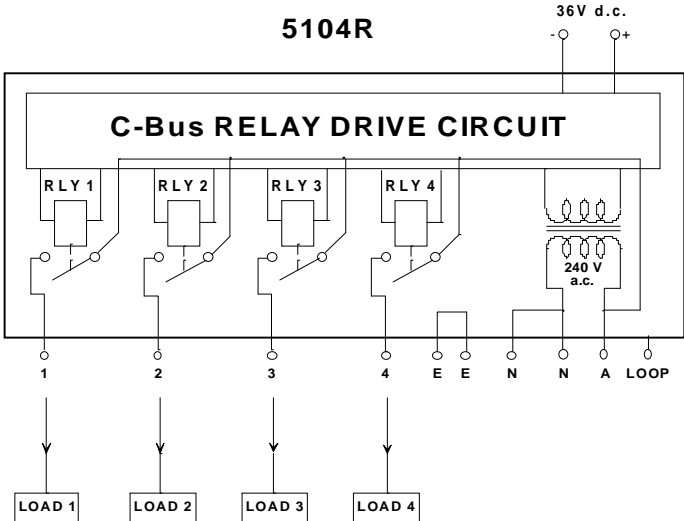 36V d.c.
5104R
- +
C-Bus RELAY DRIVE CIRCUIT
RLY 1 RLY 2 RLY 3 RLY 4
240 V
a.c.
1 2 3 4 E E N N A LOOP
LOAD 1 LOAD 2 LOAD 3 LOAD 4